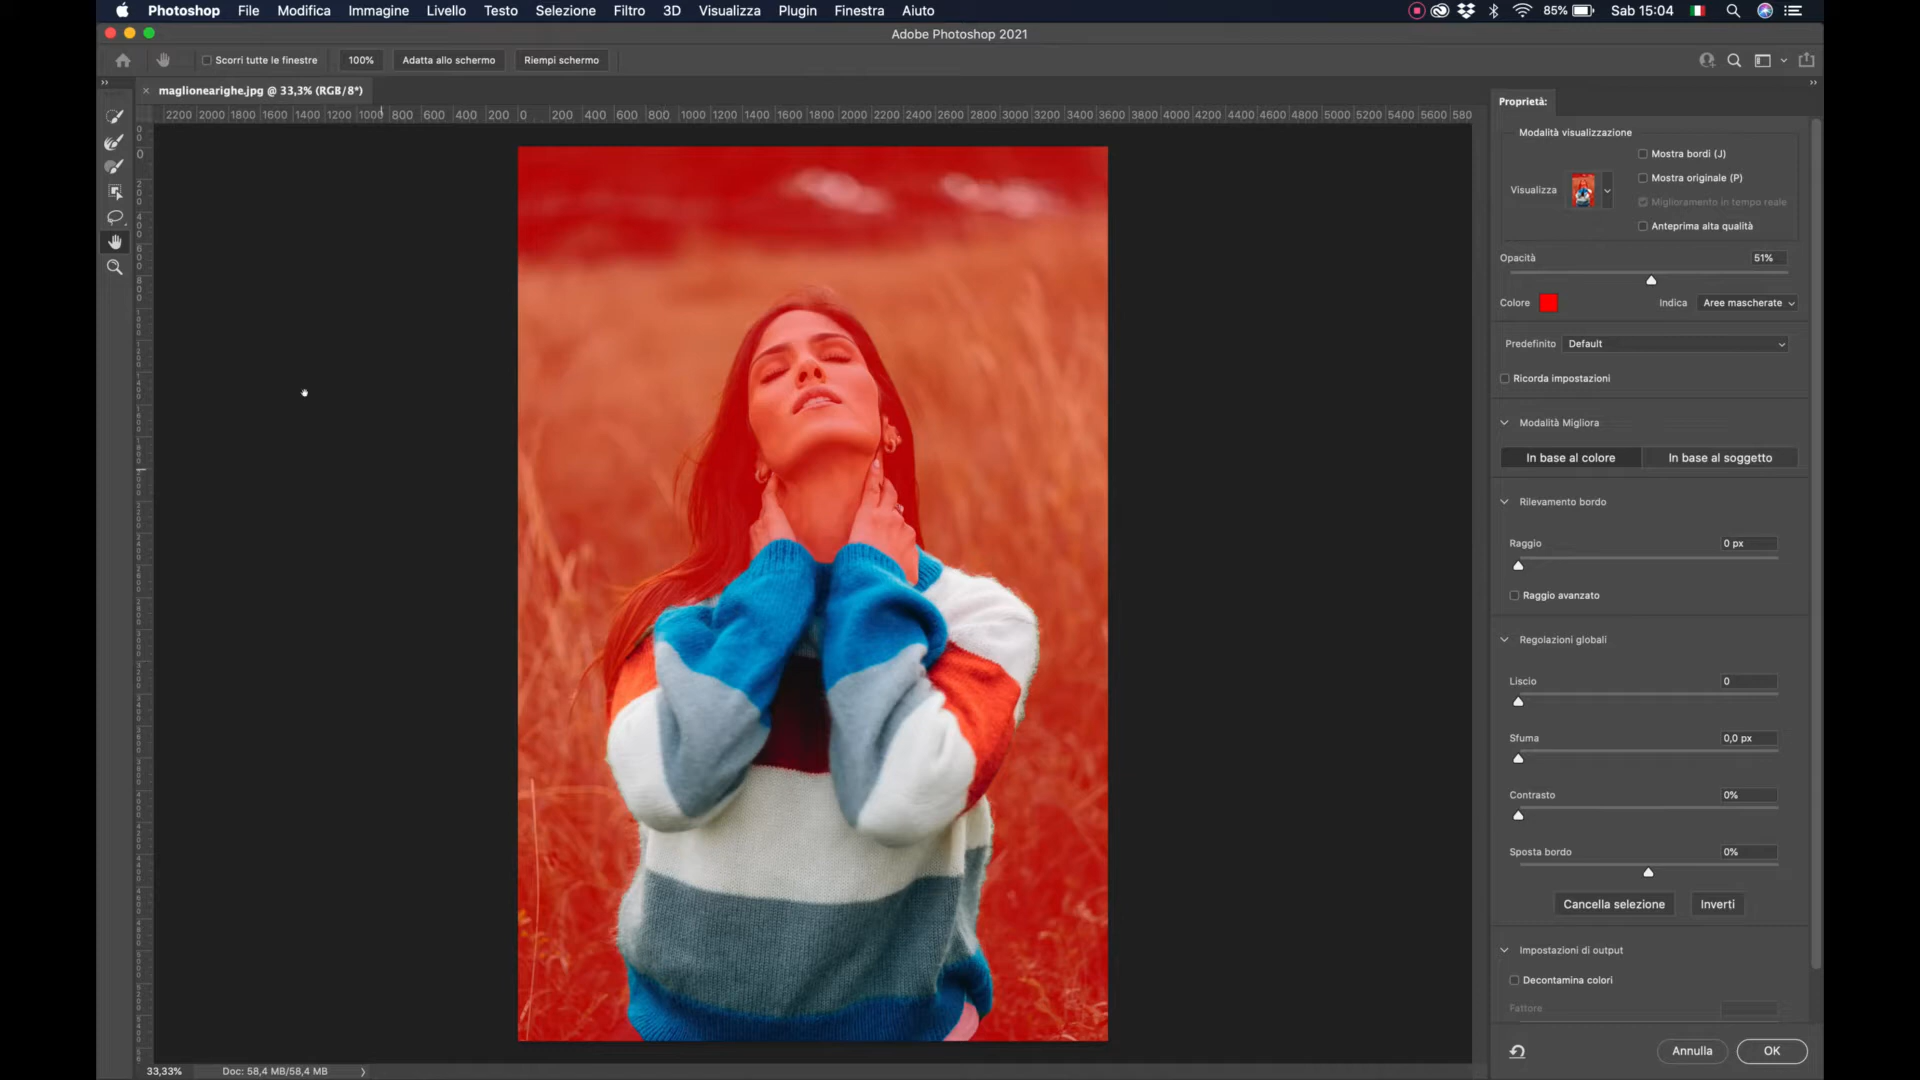 Photoshop File Modifica Immagine Livello Testo Selezione Filtro 3D Visualizza Plugin Finestra Aiuto 85% Sab 15:04
Adobe Photoshop 2021
Scorri tutte le finestre 100% Adatta allo schermo Riempi schermo
maglionearighe.jpg @ 33,3% (RGB/8*)
2200 2000 1800 1600 1400 1200 1000 800 600 400 200 0 200 400 600 800 1000 1200 1400 1600 1800 2000 2200 2400 2600 2800 3000 3200 3400 3600 3800 4000 4200 4400 4600 4800 5000 5200 5400 5600 580
Proprietà:
Modalità visualizzazione
Mostra bordi (J)
Visualizza
Mostra originale (P)
Miglioramento in tempo reale
Anteprima alta qualità
Opacità 51%
Colore Indica Aree mascherate
Predefinito Default
Ricorda impostazioni
Modalità Migliora
In base al colore In base al soggetto
Rilevamento bordo
Raggio 0 px
Raggio avanzato
Regolazioni globali
Liscio 0
Sfuma 0,0 px
Contrasto 0%
Sposta bordo 0%
Cancella selezione Inverti
Impostazioni di output
Decontamina colori
Fattore
Annulla OK
33,33% Doc: 58,4 MB/58,4 MB